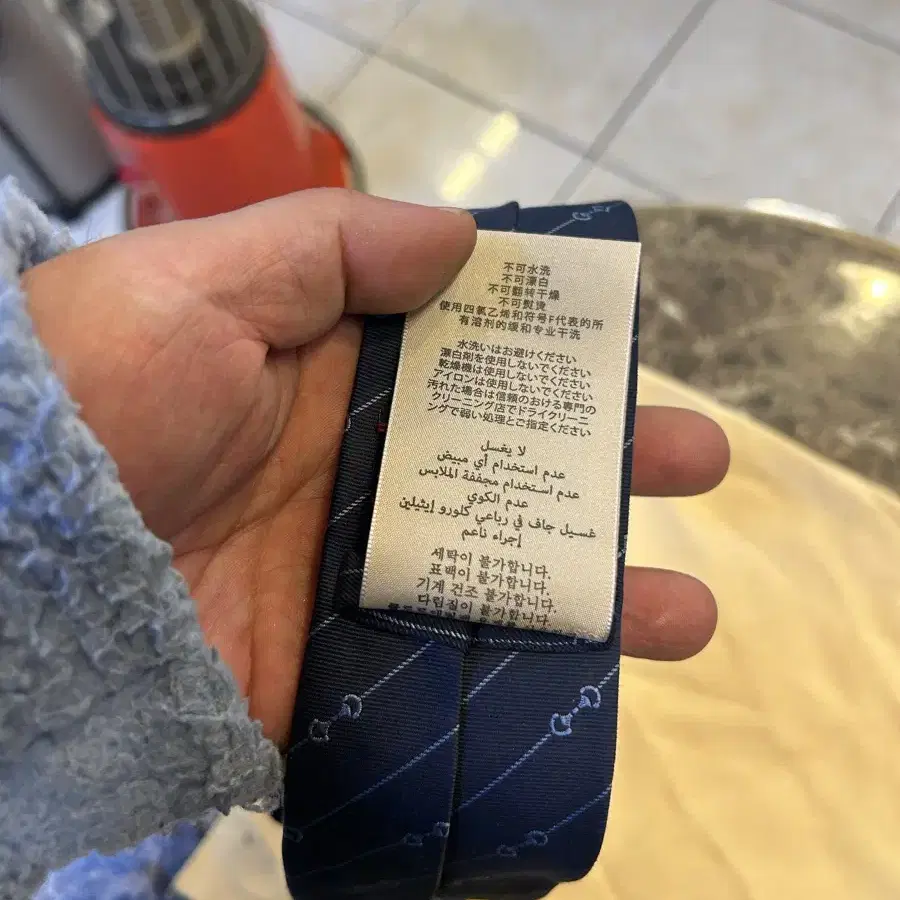 不可水洗
不可漂白
不可翻转干燥
不可熨烫
使用四氯乙烯和符号F代表的所
有溶剂的缓和专业干洗
水洗いはお避けください
漂白剤を使用しないでください
乾燥機は使用しないでください
アイロンは使用しないでください
汚れた場合は信頼のおける専門の
クリーニング店でドライクリーニ
ングで弱い処理とご指定ください
لا يغسل
عدم استخدام أي مبيض
عدم استخدام مجففة الملابس
عدم الكوي
غسيل جاف في رباعي كلورو إيثيلين
إجراء ناعم
세탁이 불가합니다.
표백이 불가합니다.
기계 건조 불가합니다.
다림질이 불가합니다.